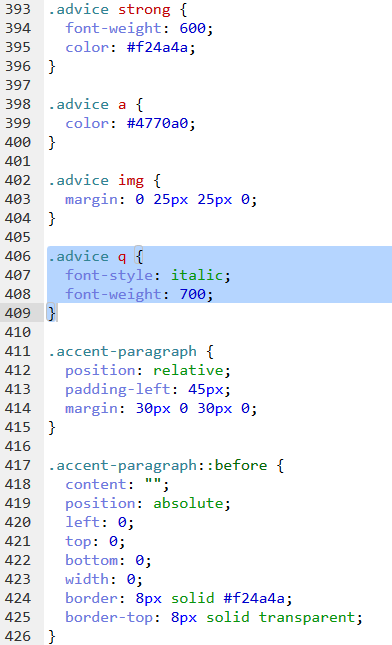 393 .advice strong {
394   font-weight: 600;
395   color: #f24a4a;
396 }
397
398 .advice a {
399   color: #4770a0;
400 }
401
402 .advice img {
403   margin: 0 25px 25px 0;
404 }
405
406 .advice q {
407   font-style: italic;
408   font-weight: 700;
409 }
410
411 .accent-paragraph {
412   position: relative;
413   padding-left: 45px;
414   margin: 30px 0 30px 0;
415 }
416
417 .accent-paragraph::before {
418   content: "";
419   position: absolute;
420   left: 0;
421   top: 0;
422   bottom: 0;
423   width: 0;
424   border: 8px solid #f24a4a;
425   border-top: 8px solid transparent;
426 }